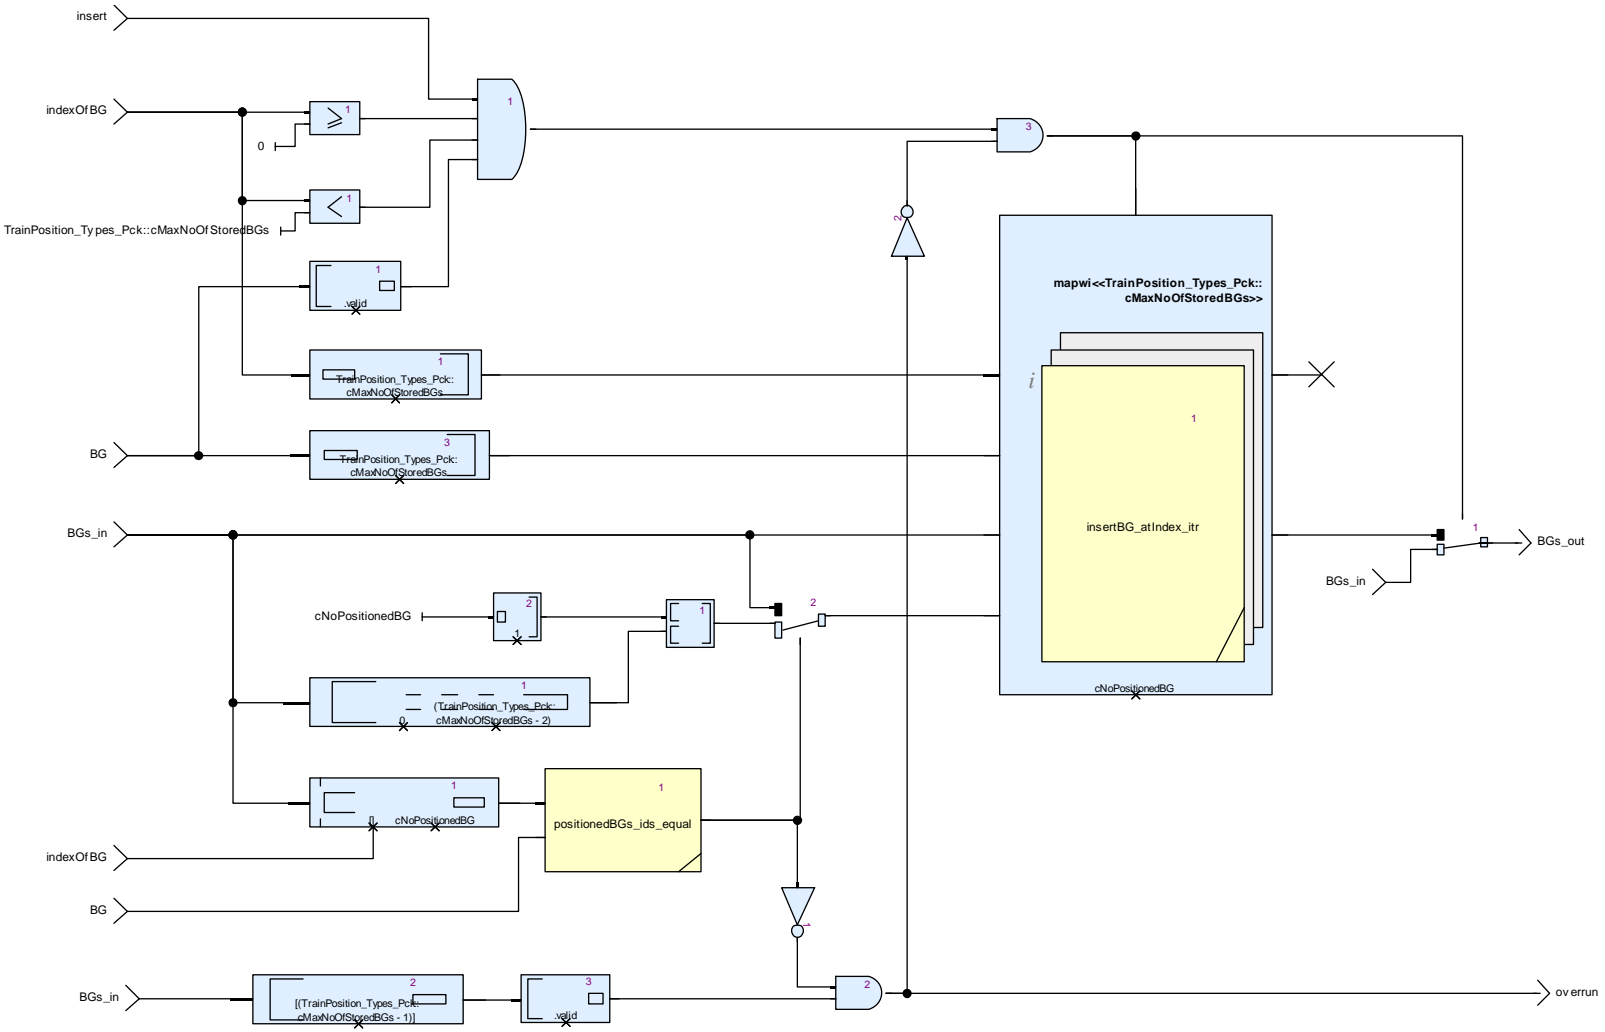 insert
1
indexOfBG
1
3
0
1
2
TrainPosition_Types_Pck::cMaxNoOfStoredBGs
1
.valid
mapwi<<TrainPosition_Types_Pck::
cMaxNoOfStoredBGs>>
1
TrainPosition_Types_Pck::
cMaxNoOfStoredBGs
1
BG
3
TrainPosition_Types_Pck::
cMaxNoOfStoredBGs
BGs_in
insertBG_atIndex_itr
1
BGs_out
BGs_in
cNoPositionedBG
2
1
1
2
1
(TrainPosition_Types_Pck::
0
cMaxNoOfStoredBGs - 2)
cNoPositionedBG
1
[]
cNoPositionedBG
1
positionedBGs_ids_equal
indexOfBG
BG
1
BGs_in
2
[(TrainPosition_Types_Pck::
cMaxNoOfStoredBGs - 1)]
3
.valid
2
overrun